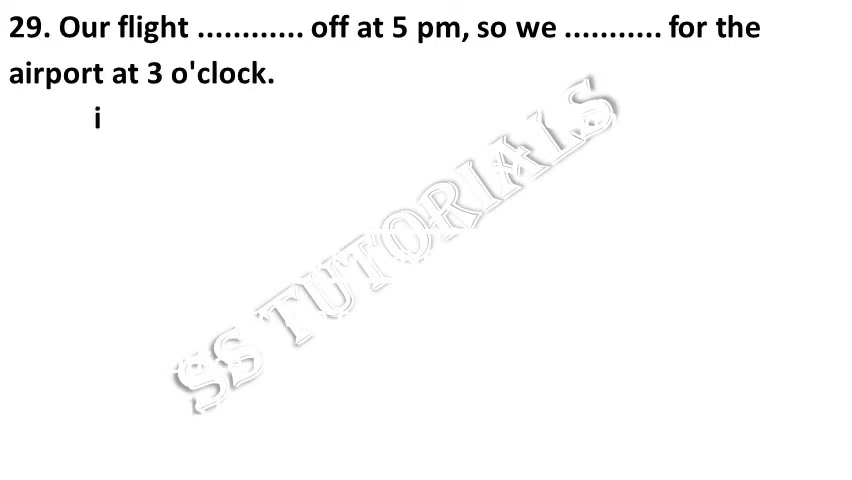 29. Our flight ............ off at 5 pm, so we ........... for the
airport at 3 o'clock.
i
SS TUTORIALS